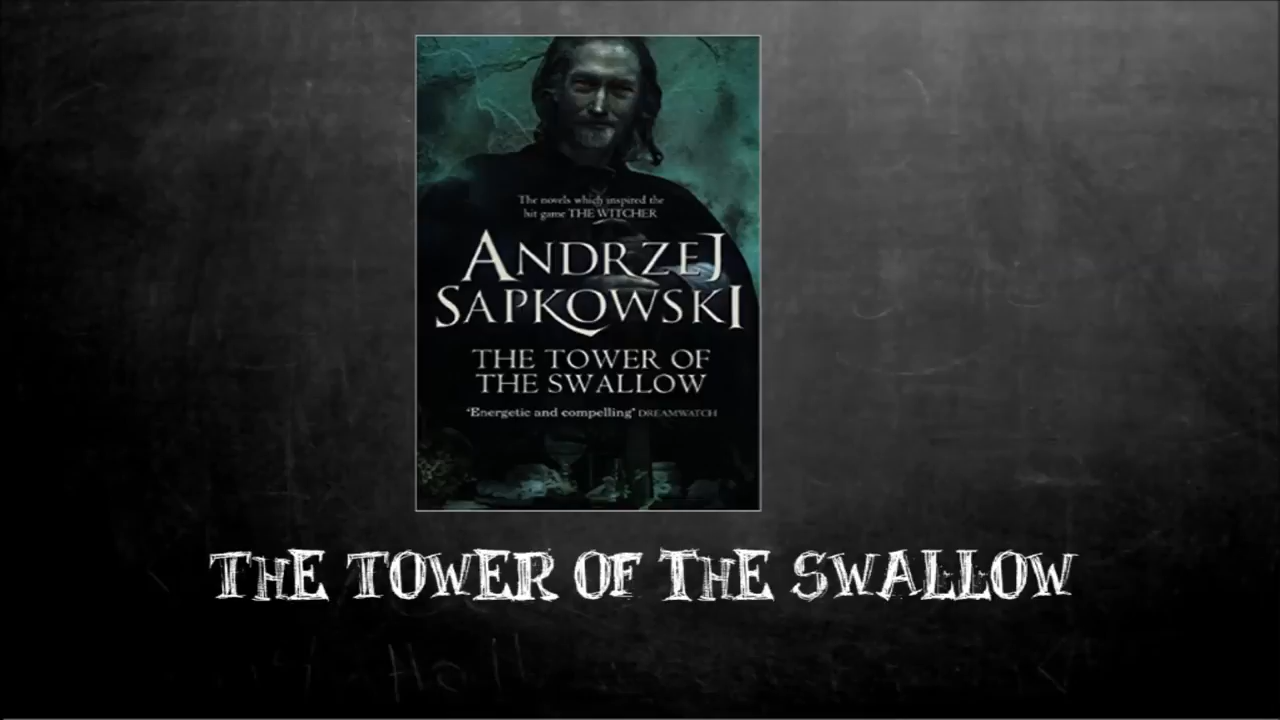 The novels which inspired the
hit game THE WITCHER
ANDRZEJ
SAPKOWSKI
THE TOWER OF
THE SWALLOW
'Energetic and compelling' DREAMWATCH
THE TOWER OF THE SWALLOW
Hall